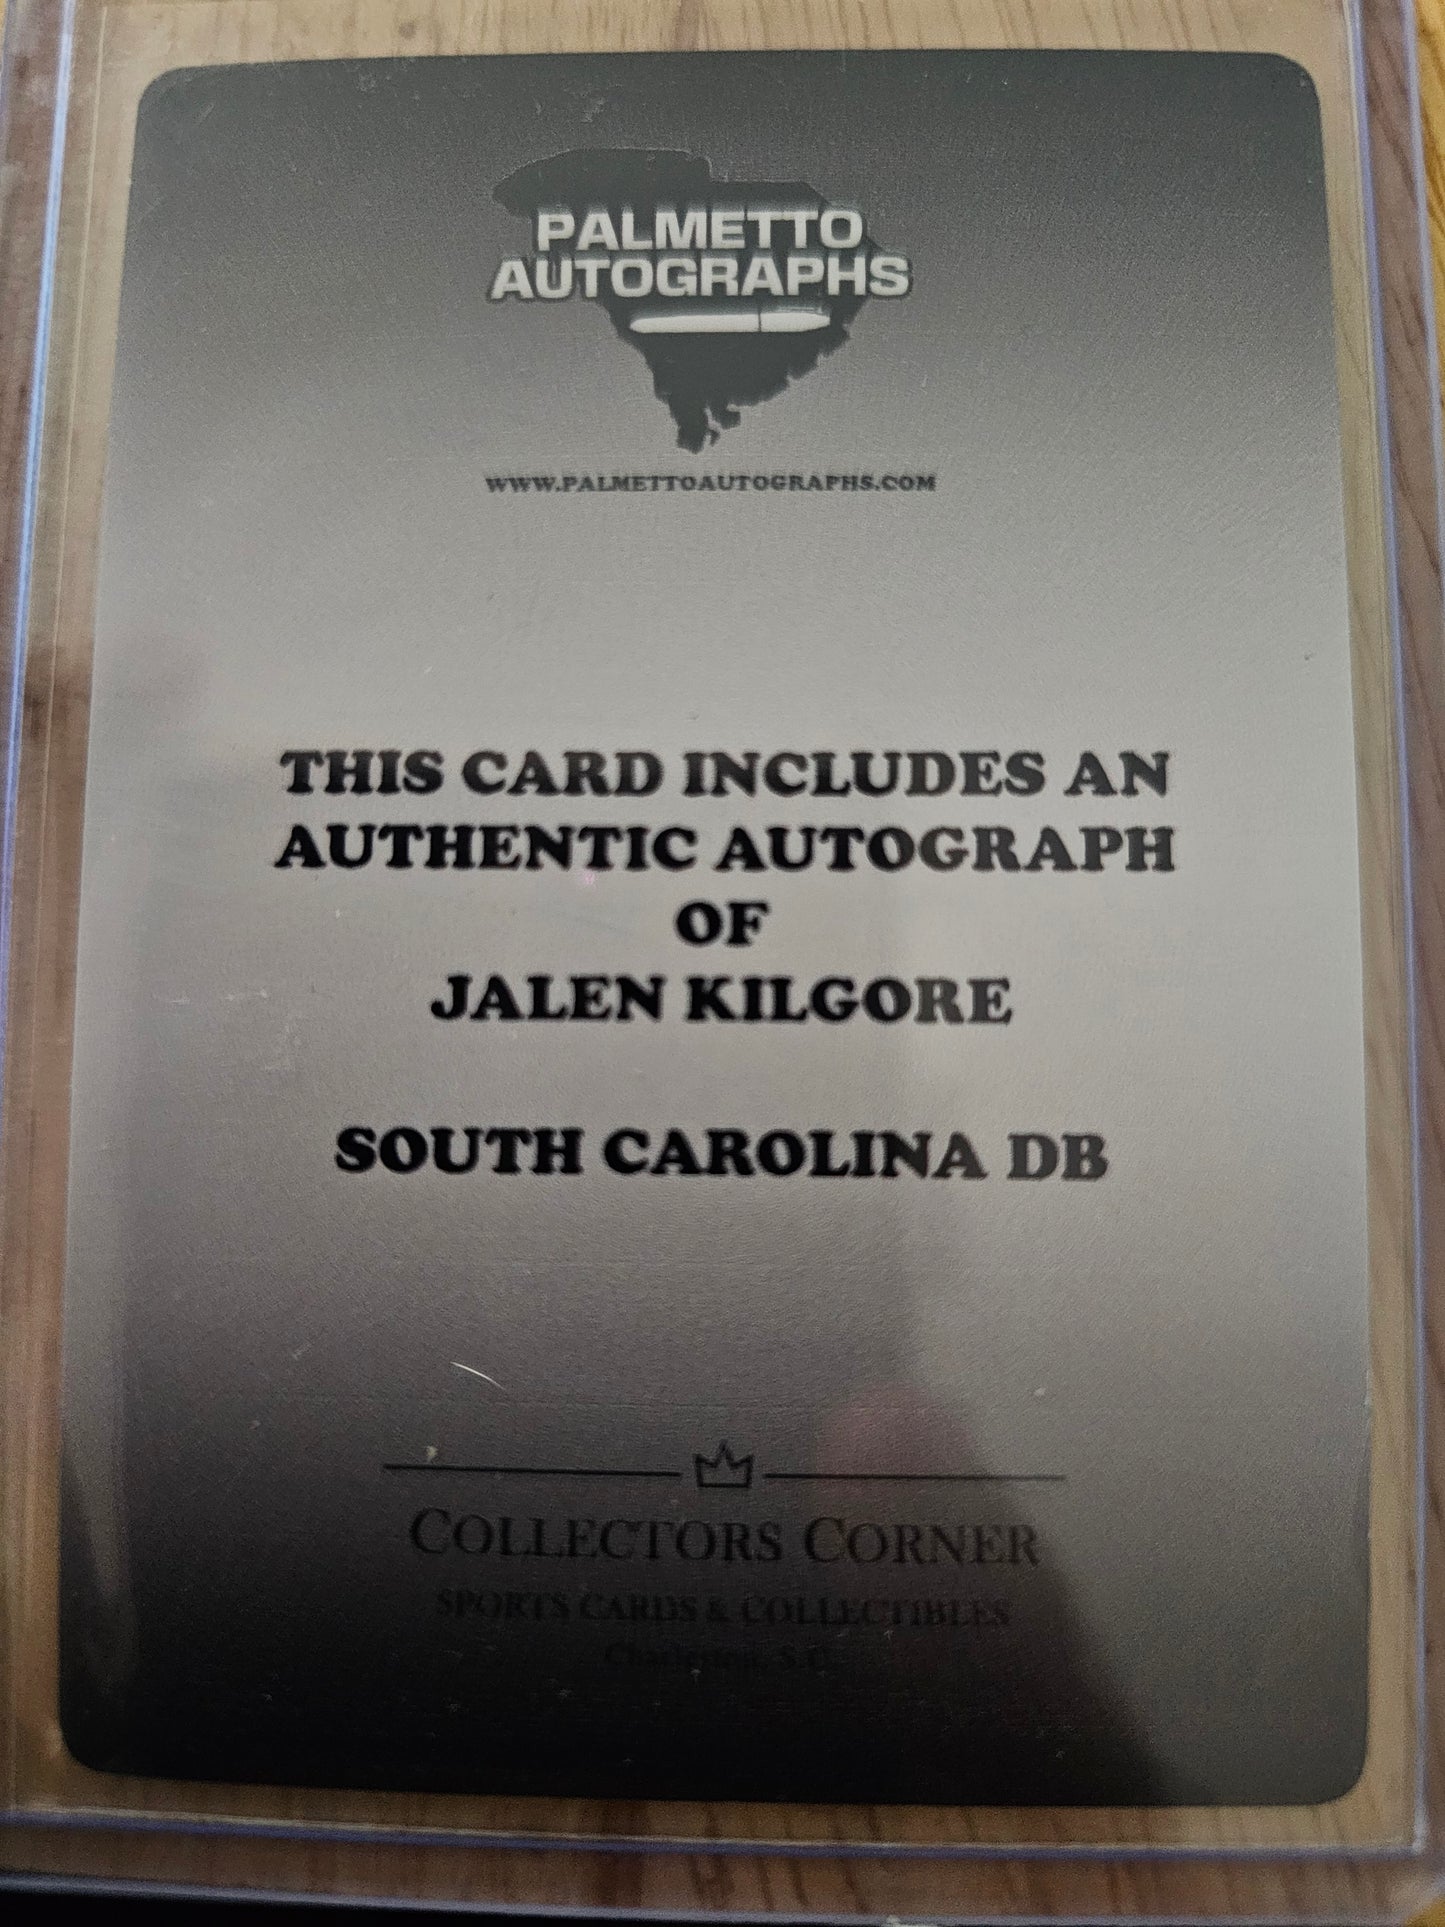 PALMETTO
AUTOGRAPHS
WWW.PALMETTOAUTOGRAPHS.COM
THIS CARD INCLUDES AN
AUTHENTIC AUTOGRAPH
OF
JALEN KILGORE
SOUTH CAROLINA DB
COLLECTORS CORNER
SPORTS CARDS & COLLECTIBLES
Charleston, S.C.